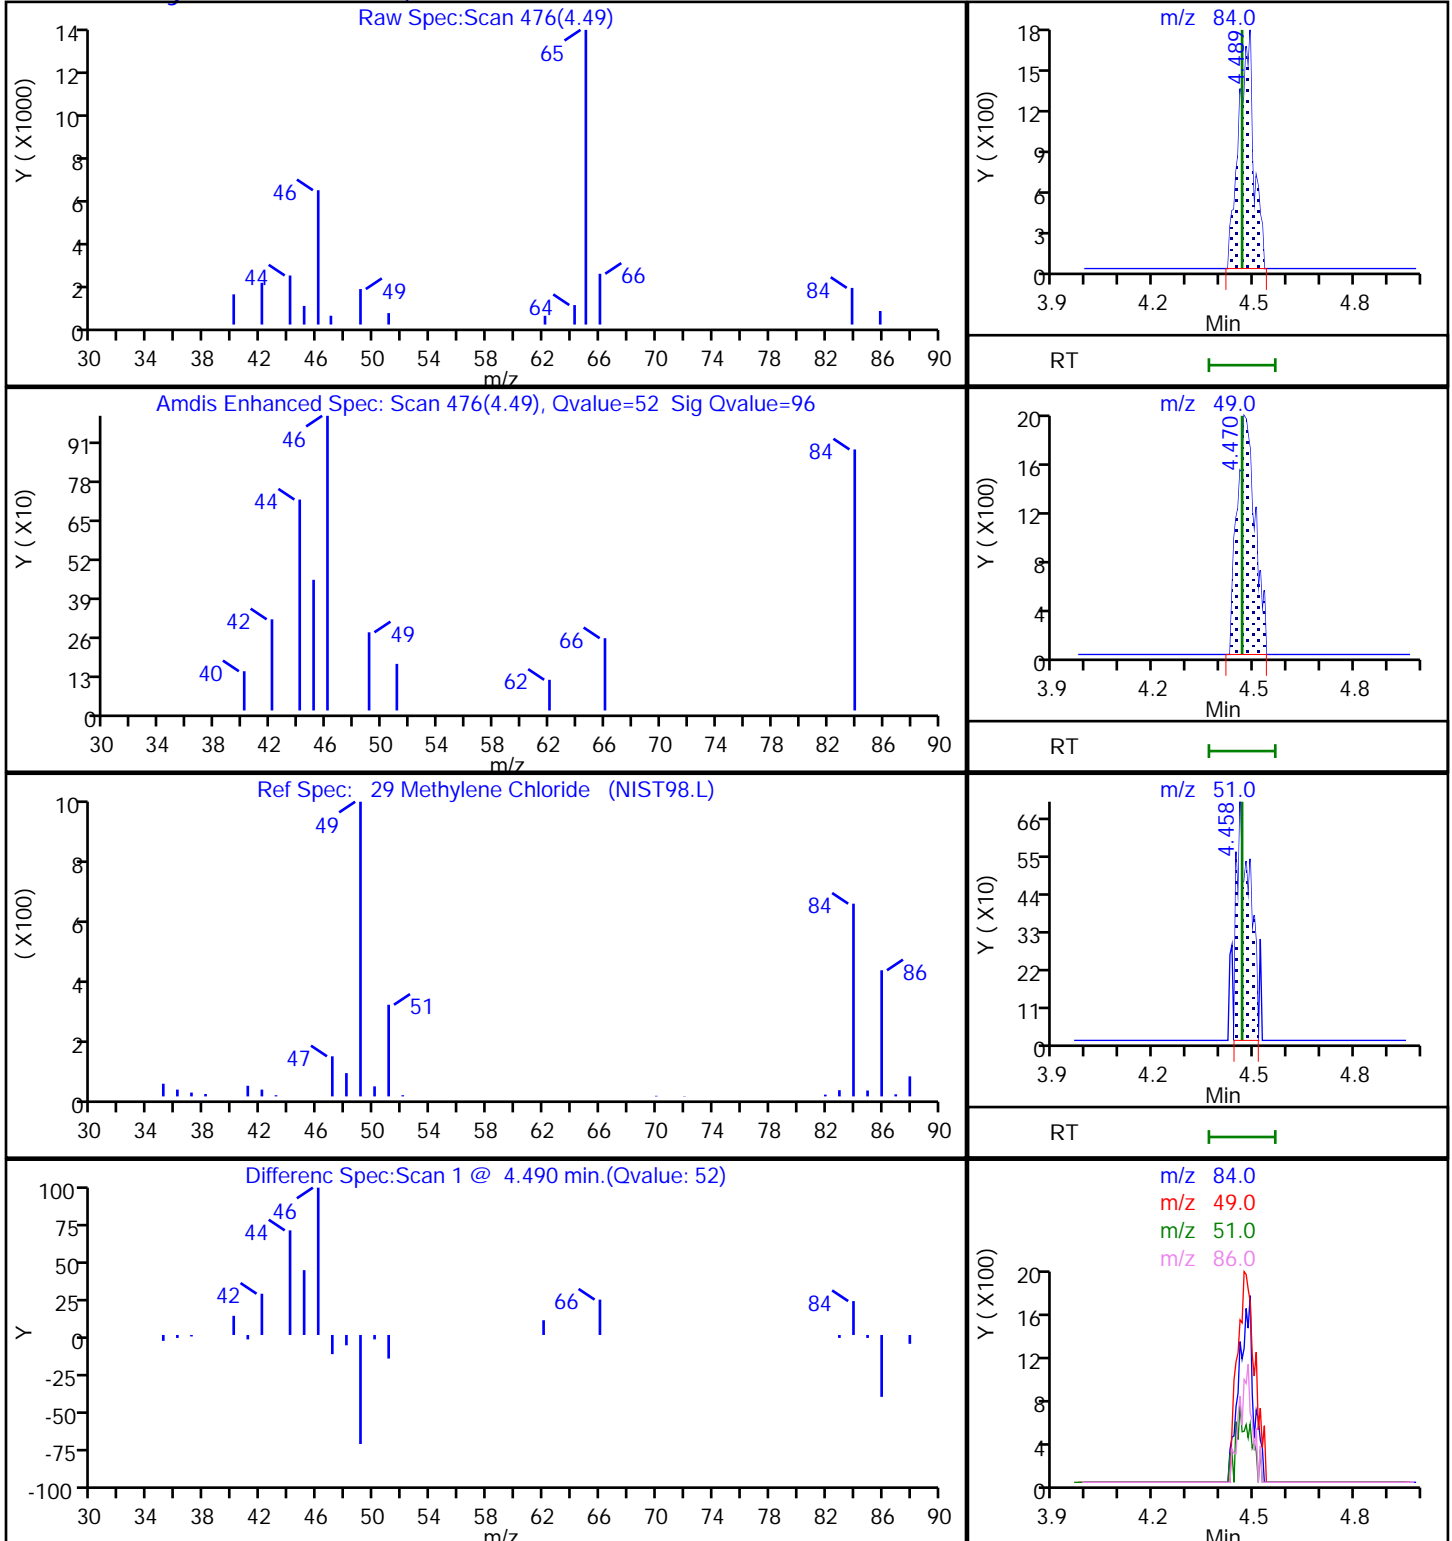 Raw Spec:Scan 476(4.49)
Y ( X1000)
14
12
10
8
6
4
2
0
65
46
44
49
64
66
84
30 34 38 42 46 50 54 58 62 66 70 74 78 82 86 90
m/z
m/z 84.0
Y ( X100)
18
15
12
9
6
3
0
4.489
3.9 4.2 4.5 4.8
Min
RT
Amdis Enhanced Spec: Scan 476(4.49), Qvalue=52 Sig Qvalue=96
Y ( X10)
91
78
65
52
39
26
13
0
46
84
44
42
49
66
40
62
30 34 38 42 46 50 54 58 62 66 70 74 78 82 86 90
m/z
m/z 49.0
Y ( X100)
20
16
12
8
4
0
4.470
3.9 4.2 4.5 4.8
Min
RT
Ref Spec: 29 Methylene Chloride (NIST98.L)
( X100)
10
8
6
4
2
0
49
84
86
51
47
30 34 38 42 46 50 54 58 62 66 70 74 78 82 86 90
m/z 51.0
Y ( X10)
66
55
44
33
22
11
0
4.458
3.9 4.2 4.5 4.8
Min
RT
Differenc Spec:Scan 1 @ 4.490 min.(Qvalue: 52)
Y
100
75
50
25
0
-25
-50
-75
-100
46
44
42
66
84
30 34 38 42 46 50 54 58 62 66 70 74 78 82 86 90
m/z
m/z 84.0
m/z 49.0
m/z 51.0
m/z 86.0
Y ( X100)
20
16
12
8
4
0
3.9 4.2 4.5 4.8
Min